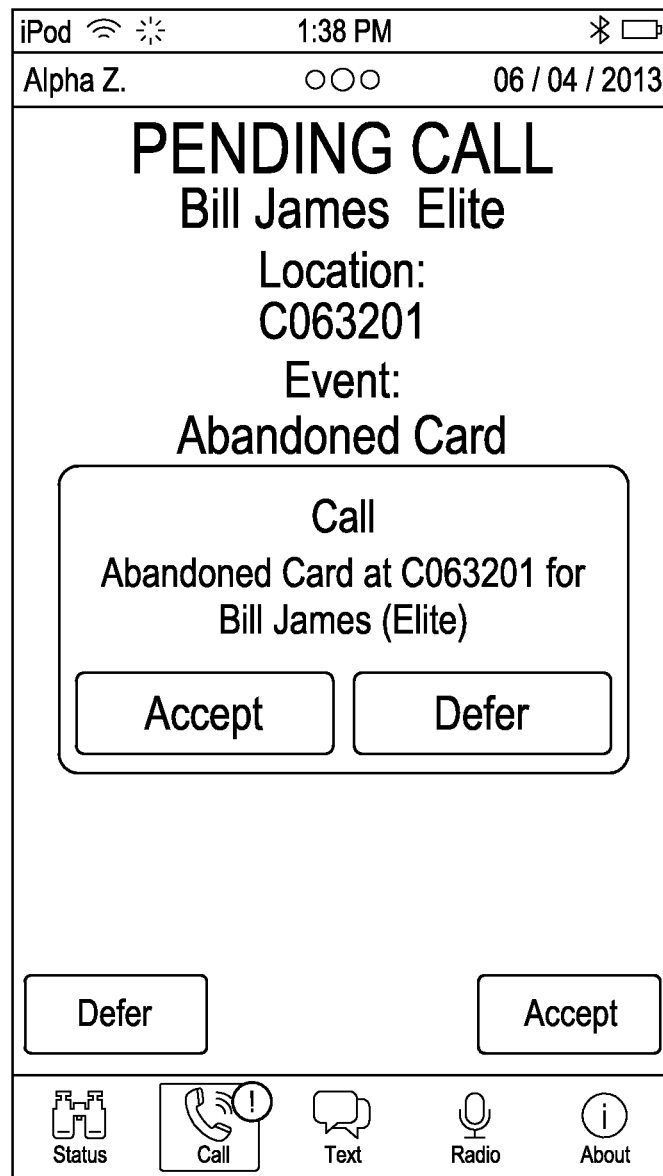 iPod 1:38 PM
Alpha Z. 06 / 04 / 2013
PENDING CALL
Bill James Elite
Location:
C063201
Event:
Abandoned Card
Call
Abandoned Card at C063201 for
Bill James (Elite)
Accept Defer
Defer Accept
!
i
Status Call Text Radio About